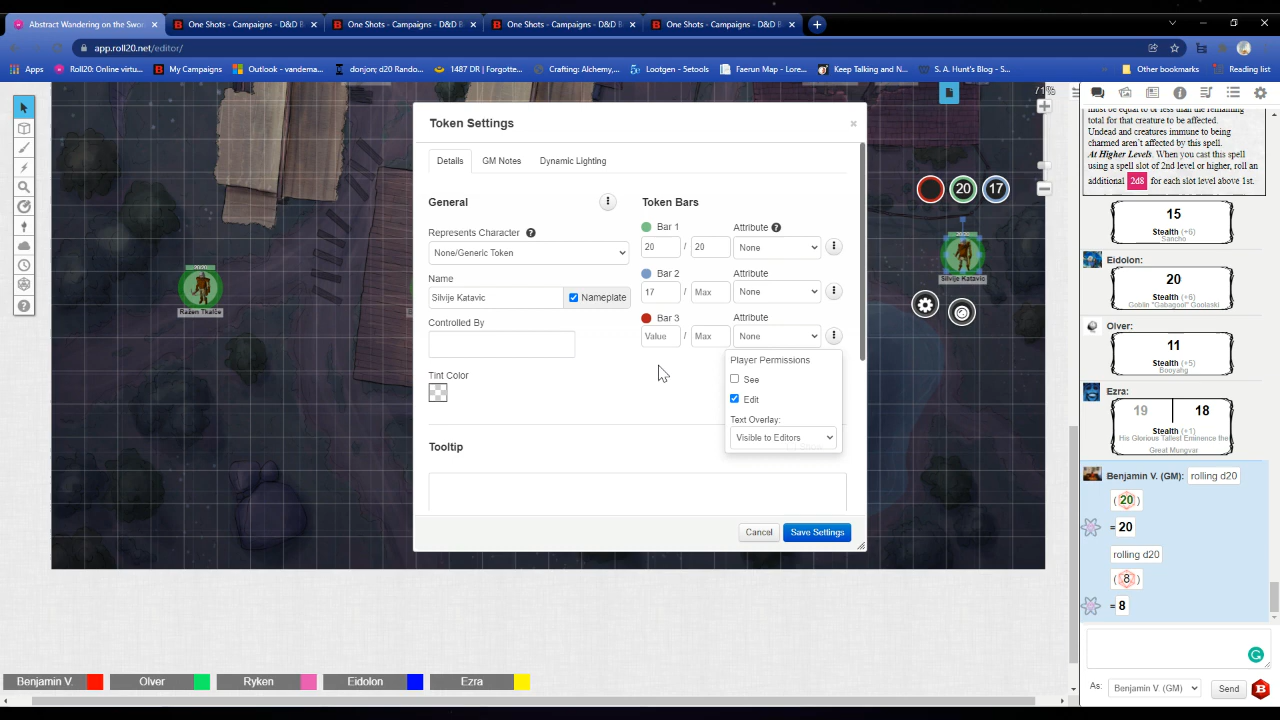 Abstract Wandering on the Swor
One Shots - Campaigns - D&D B
One Shots - Campaigns - D&D B
One Shots - Campaigns - D&D B
One Shots - Campaigns - D&D B
app.roll20.net/editor/
Apps
Roll20: Online virtu...
My Campaigns
Outlook - vandema...
donjon; d20 Rando...
1487 DR | Forgotte...
Crafting: Alchemy,...
Lootgen - 5etools
Faerun Map - Lore...
Keep Talking and N...
S. A. Hunt's Blog - S...
Other bookmarks
Reading list
71%
Token Settings
Details
GM Notes
Dynamic Lighting
General
Represents Character
None/Generic Token
Name
Silvije Katavic
Nameplate
Controlled By
Tint Color
Tooltip
Token Bars
Bar 1
Attribute
20 / 20
None
Bar 2
Attribute
17 / Max
None
Bar 3
Attribute
Value / Max
None
Player Permissions
See
Edit
Text Overlay:
Visible to Editors
Cancel
Save Settings
20
17
Silvije Katavic
20/20
Razen Tkalce
must be equal to or less than the remaining
total for that creature to be affected.
Undead and creatures immune to being
charmed aren't affected by this spell.
At Higher Levels. When you cast this spell
using a spell slot of 2nd level or higher, roll an
additional 2d8 for each slot level above 1st.
15
Stealth (+6)
Sancho
Eidolon:
20
Stealth (+6)
Goblin "Gabagool" Goolaski
Olver:
11
Stealth (+5)
Booyahg
Ezra:
19 18
Stealth (+1)
His Glorious Tallest Eminence the
Great Mungvar
Benjamin V. (GM): rolling d20
( 20 )
= 20
rolling d20
( 8 )
= 8
As:
Benjamin V. (GM)
Send
Benjamin V.
Olver
Ryken
Eidolon
Ezra